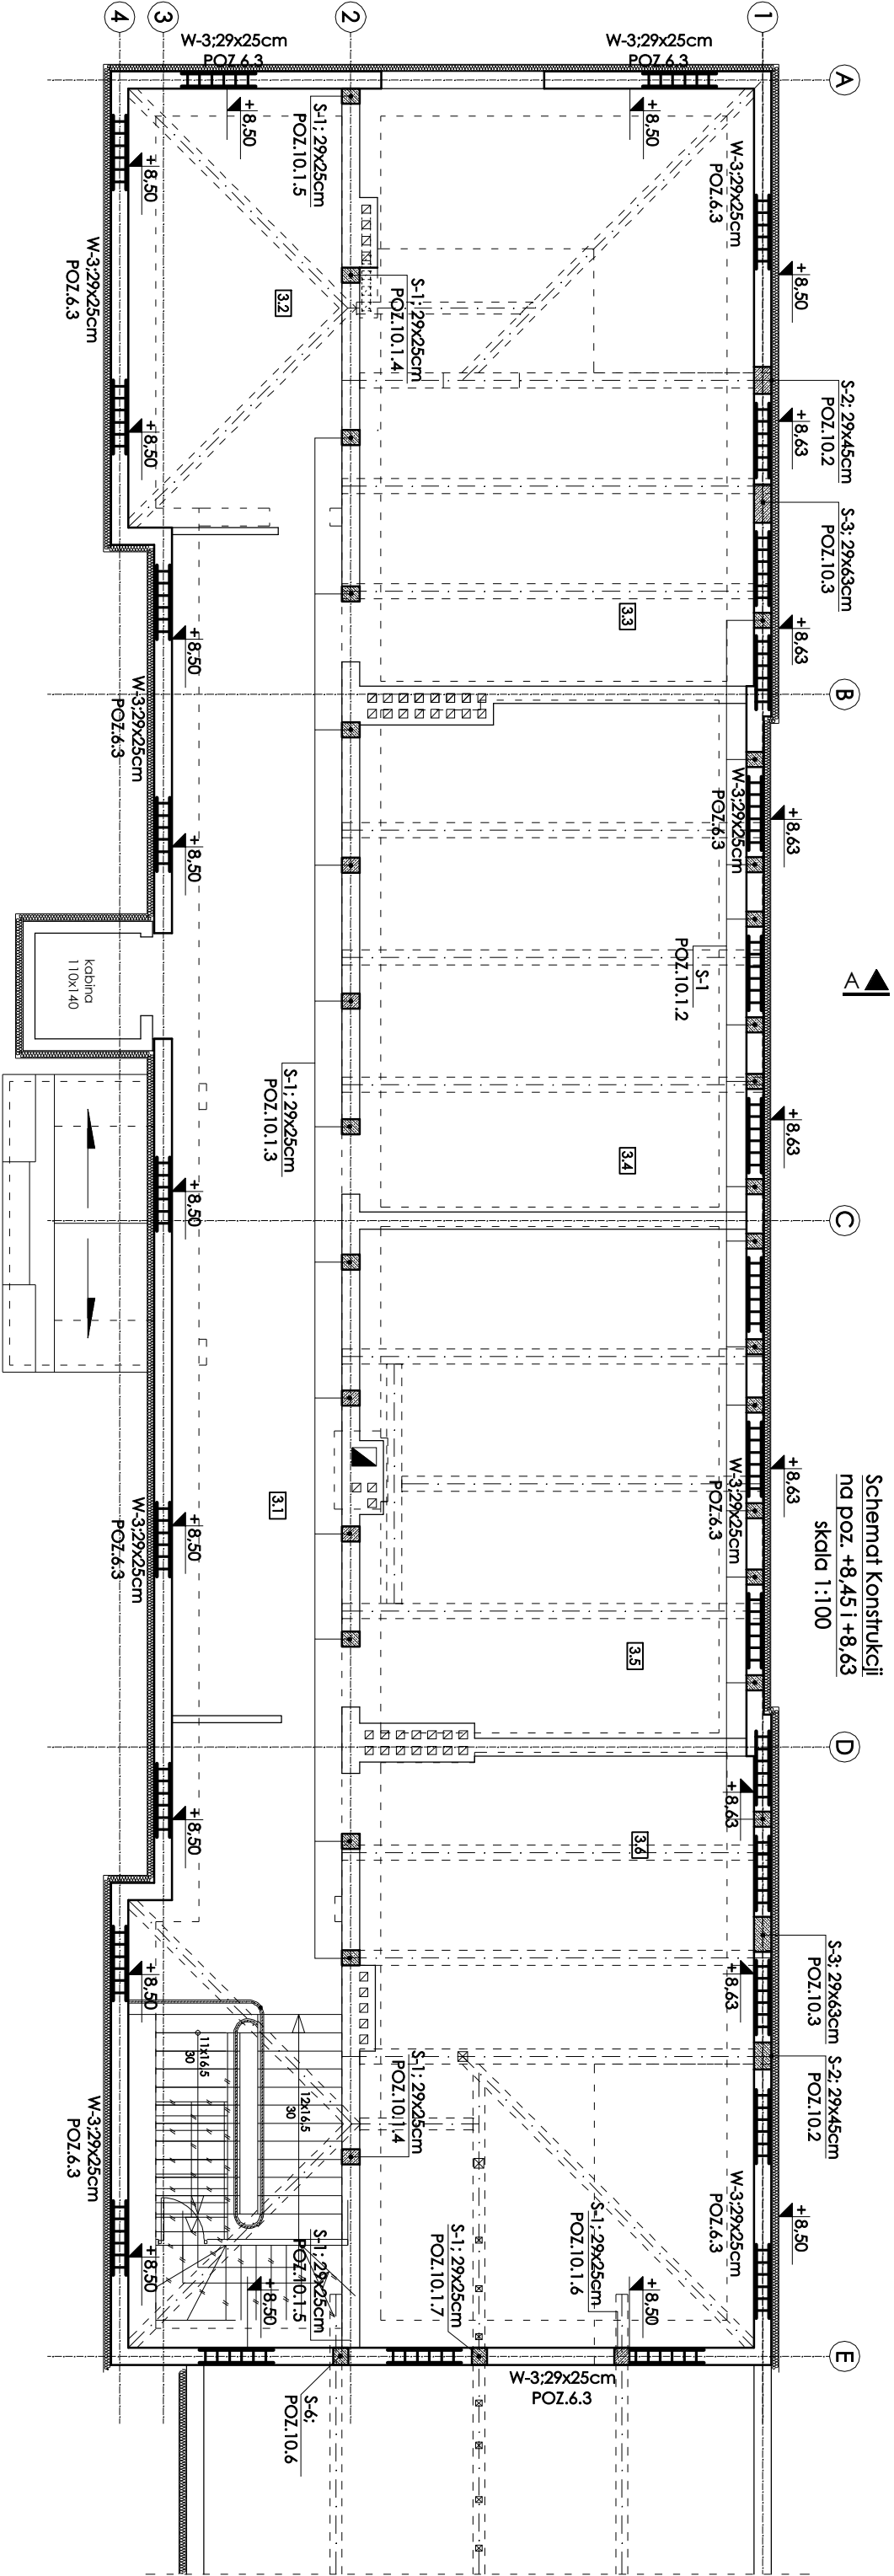 Schemat Konstrukcji
na poz. +8,45 i +8,63
skala 1:100
A
A
B
C
D
E
1
2
3
4
S-2; 29x45cm
POZ.10.2
S-3; 29x63cm
POZ.10.3
S-3; 29x63cm
POZ.10.3
S-2; 29x45cm
POZ.10.2
+8,50
+8,63
+8,63
+8,63
+8,63
+8,63
+8,63
+8,63
+8,50
W-3;29x25cm
POZ.6.3
W-3;29x25cm
POZ.6.3
W-3;29x25cm
POZ.6.3
W-3;29x25cm
POZ.6.3
W-3;29x25cm
POZ.6.3
+8,50
W-3;29x25cm
POZ.6.3
+8,50
S-1
POZ.10.1.2
3.3
3.4
3.5
3.6
S-1; 29x25cm
POZ.10.1.6
+8,50
W-3;29x25cm
POZ.6.3
S-1; 29x25cm
POZ.10.1.7
S-1; 29x25cm
POZ.10.1.4
S-1; 29x25cm
POZ.10.1.4
S-1; 29x25cm
POZ.10.1.5
S-1; 29x25cm
POZ.10.1.3
S-1; 29x25cm
POZ.10.1.5
+8,50
S-6;
POZ.10.6
3.2
3.1
12x16,5
30
11x16,5
30
+8,50
+8,50
+8,50
+8,50
+8,50
+8,50
+8,50
+8,50
+8,50
W-3;29x25cm
POZ.6.3
W-3;29x25cm
POZ.6.3
W-3;29x25cm
POZ.6.3
W-3;29x25cm
POZ.6.3
kabina
110x140